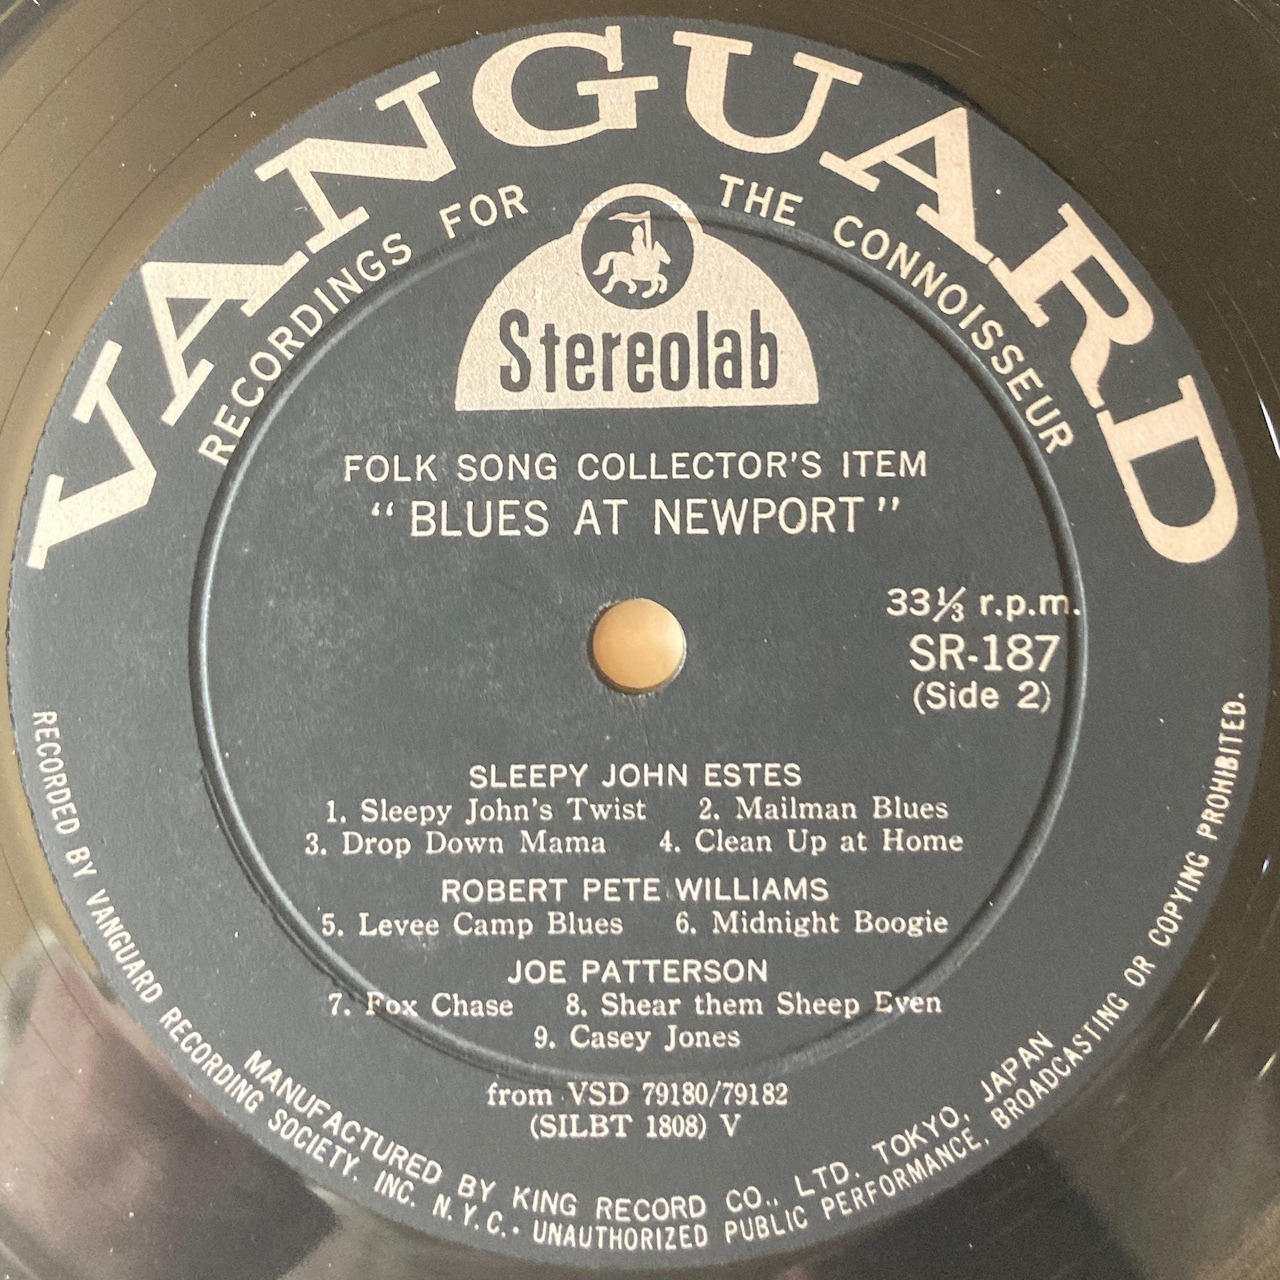 VANGUARD
RECORDINGS FOR THE CONNOISSEUR
Stereolab
FOLK SONG COLLECTOR'S ITEM
“BLUES AT NEWPORT”
33⅓ r.p.m.
SR-187
(Side 2)
SLEEPY JOHN ESTES
1. Sleepy John's Twist 2. Mailman Blues
3. Drop Down Mama 4. Clean Up at Home
ROBERT PETE WILLIAMS
5. Levee Camp Blues 6. Midnight Boogie
JOE PATTERSON
7. Fox Chase 8. Shear them Sheep Even
9. Casey Jones
from VSD 79180/79182
(SILBT 1808) V
MANUFACTURED BY KING RECORD CO., LTD. TOKYO, JAPAN
RECORDED BY VANGUARD RECORDING SOCIETY, INC. N.Y.C. · UNAUTHORIZED PUBLIC PERFORMANCE, BROADCASTING OR COPYING PROHIBITED.